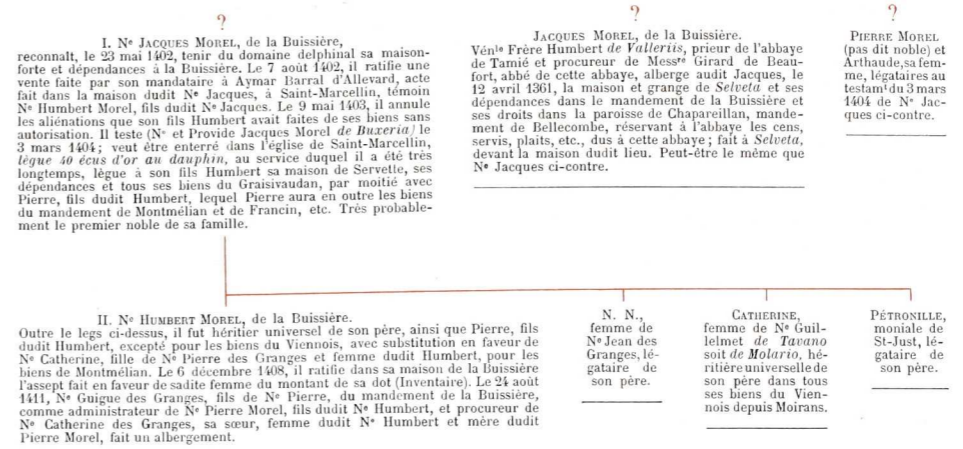 ?
I. Nᵉ JACQUES MOREL, de la Buissière,
reconnaît, le 23 mai 1402, tenir du domaine delphinal sa maison-
forte et dépendances à la Buissière. Le 7 août 1402, il ratifie une
vente faite par son mandataire à Aymar Barral d'Allevard, acte
fait dans la maison dudit Nᵉ Jacques, à Saint-Marcellin, témoin
Nᵉ Humbert Morel, fils dudit Nᵉ Jacques. Le 9 mai 1403, il annule
les aliénations que son fils Humbert avait faites de ses biens sans
autorisation. Il teste (Nᵉ et Provide Jacques Morel de Buxeria) le
3 mars 1404; veut être enterré dans l'église de Saint-Marcellin,
lègue 40 écus d'or au dauphin, au service duquel il a été très
longtemps, lègue à son fils Humbert sa maison de Servette, ses
dépendances et tous ses biens du Graisivaudan, par moitié avec
Pierre, fils dudit Humbert, lequel Pierre aura en outre les biens
du mandement de Montmélian et de Francin, etc. Très probable-
ment le premier noble de sa famille.
?
JACQUES MOREL, de la Buissière.
Vénˡᵉ Frère Humbert de Valleriis, prieur de l'abbaye
de Tamié et procureur de Messʳᵉ Girard de Beau-
fort, abbé de cette abbaye, alberge audit Jacques, le
12 avril 1361, la maison et grange de Selveta et ses
dépendances dans le mandement de la Buissière et
ses droits dans la paroisse de Chapareillan, mande-
ment de Bellecombe, réservant à l'abbaye les cens,
servis, plaits, etc., dus à cette abbaye; fait à Selveta,
devant la maison dudit lieu. Peut-être le même que
Nᵉ Jacques ci-contre.
?
PIERRE MOREL
(pas dit noble) et
Arthaude, sa fem-
me, légataires au
testamᵗ du 3 mars
1404 de Nᵉ Jac-
ques ci-contre.
II. Nᵉ HUMBERT MOREL, de la Buissière.
Outre le legs ci-dessus, il fut héritier universel de son père, ainsi que Pierre, fils
dudit Humbert, excepté pour les biens du Viennois, avec substitution en faveur de
Nᵉ Catherine, fille de Nᵉ Pierre des Granges et femme dudit Humbert, pour les
biens de Montmélian. Le 6 décembre 1408, il ratifie dans sa maison de la Buissière
l'assept fait en faveur de sadite femme du montant de sa dot (Inventaire). Le 24 août
1411, Nᵉ Guigue des Granges, fils de Nᵉ Pierre, du mandement de la Buissière,
comme administrateur de Nᵉ Pierre Morel, fils dudit Nᵉ Humbert, et procureur de
Nᵉ Catherine des Granges, sa sœur, femme dudit Nᵉ Humbert et mère dudit
Pierre Morel, fait un albergement.
N. N.,
femme de
Nᵉ Jean des
Granges, lé-
gataire de
son père.
CATHERINE,
femme de Nᵉ Guil-
lelmet de Tavano
soit de Molario, hé-
ritière universelle de
son père dans tous
ses biens du Vien-
nois depuis Moirans.
PÉTRONILLE,
moniale de
St-Just, lé-
gataire de
son père.